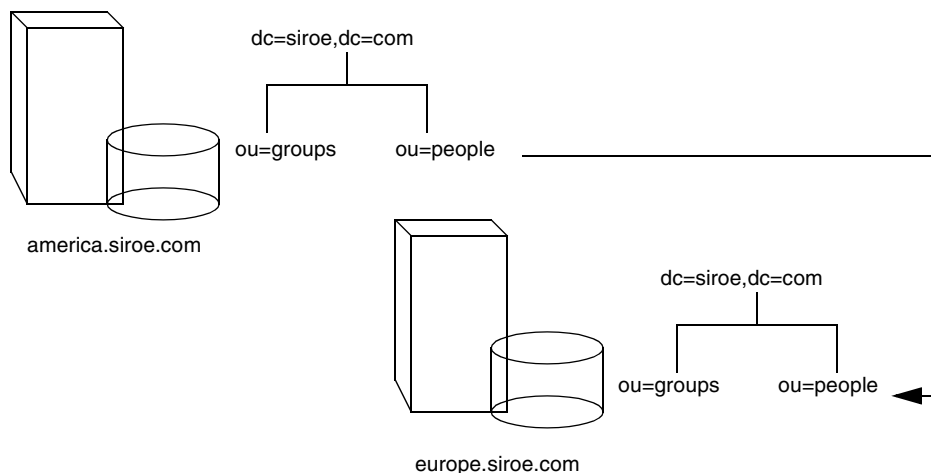 dc=siroe,dc=com
ou=groups
ou=people
america.siroe.com
dc=siroe,dc=com
ou=groups
ou=people
europe.siroe.com